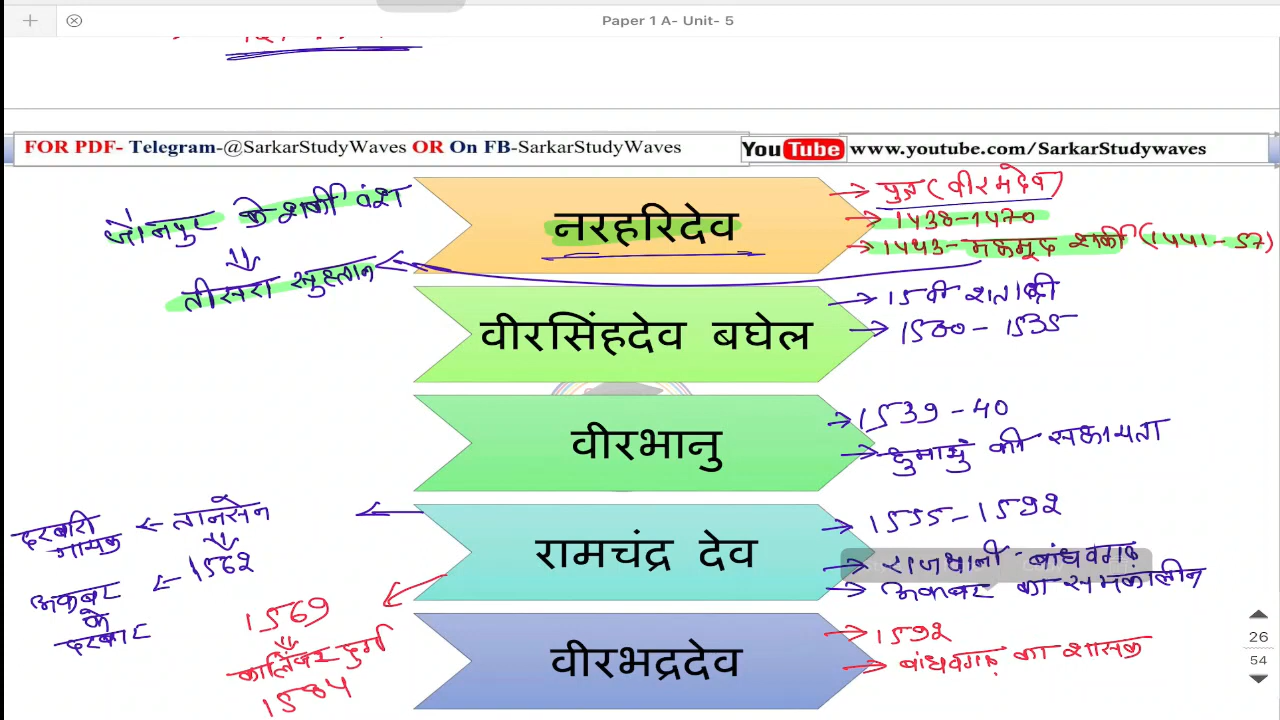 Paper 1 A- Unit- 5
FOR PDF- Telegram-@SarkarStudyWaves OR On FB-SarkarStudyWaves
YouTube www.youtube.com/SarkarStudywaves
जौनपुर के शर्की वंश
तीसरा सुल्तान
नरहरिदेव
→ पुत्र (वीरमदेव)
→ 1438-1470
→ 1443- महमूद शर्की (1441-57)
वीरसिंहदेव बघेल
→ 15वी शताब्दी
→ 1500 - 1535
वीरभानु
→ 1539-40
→ हुमायुं की सहायता
रामचंद्र देव
→ 1555-1592
→ राजधानी- बांधवगढ़
→ अकबर का समकालीन
दरबारी गायक ← तानसेन
1562
अकबर के दरबार ←
1569
कालिंजर दुर्ग
वीरभद्रदेव
→ 1592
→ बांधवगढ़ का शासक
26
54